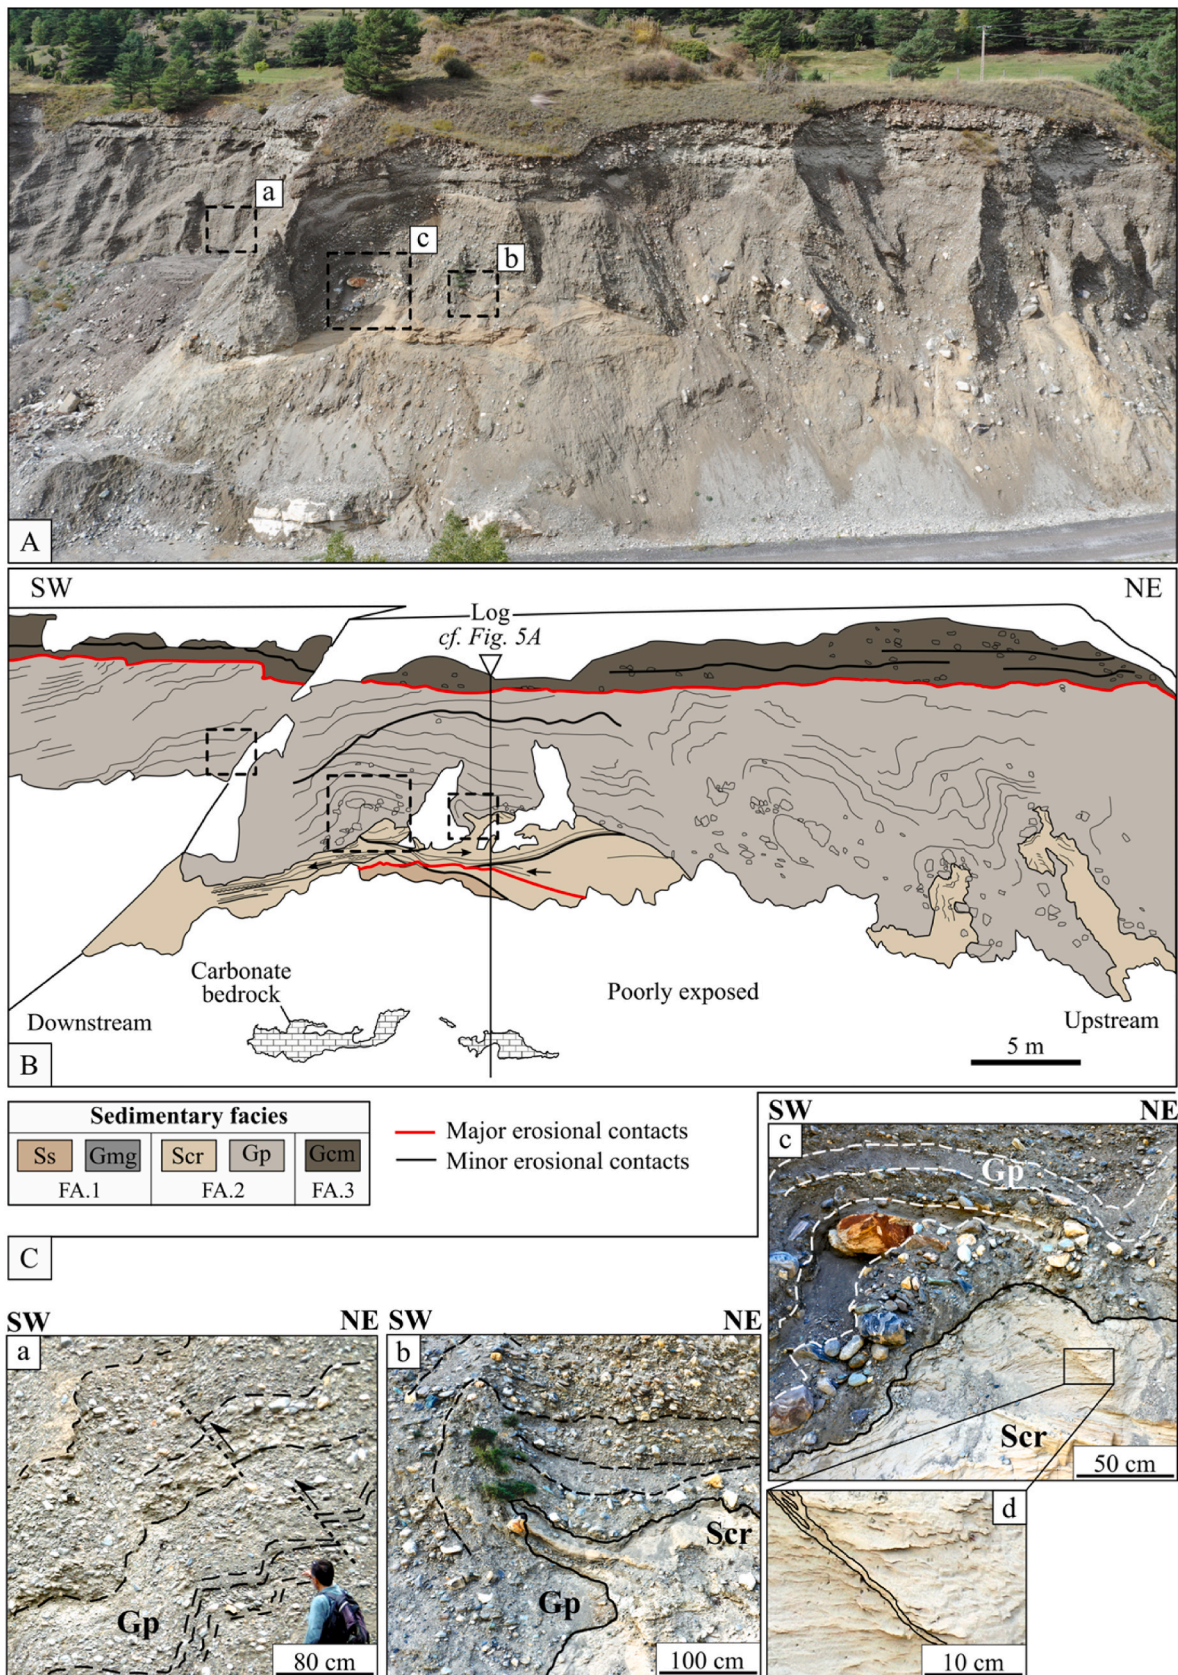 a
c
b
A
SW
NE
Log
cf. Fig. 5A
Carbonate
bedrock
Poorly exposed
Downstream
Upstream
5 m
B
Sedimentary facies
Ss Gmg Scr Gp Gcm
FA.1 FA.2 FA.3
Major erosional contacts
Minor erosional contacts
C
SW NE
c
Gp
Scr
50 cm
SW NE
a
Gp
80 cm
SW NE
b
Scr
Gp
100 cm
d
10 cm